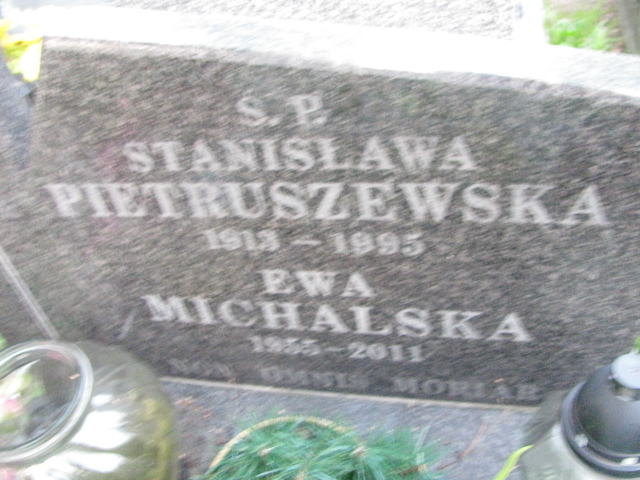 Ś. P.
STANISŁAWA
PIETRUSZEWSKA
1913 – 1995
EWA
MICHALSKA
1955 – 2011
NON OMNIS MORIAR